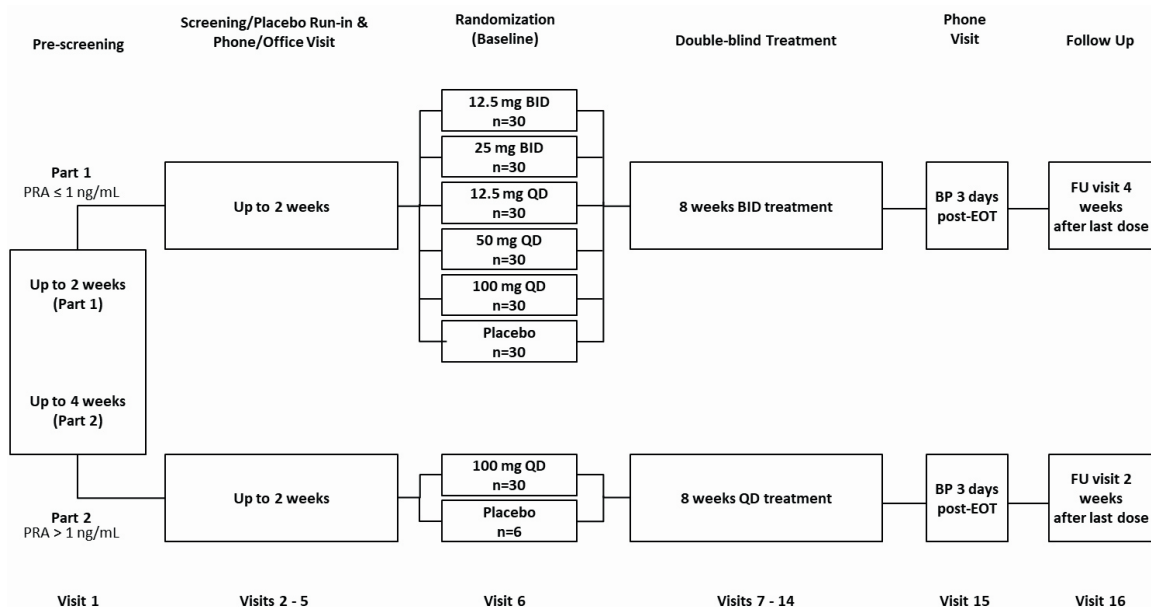 Pre-screening
Screening/Placebo Run-in &
Phone/Office Visit
Randomization
(Baseline)
Double-blind Treatment
Phone
Visit
Follow Up
Part 1
PRA ≤ 1 ng/mL
Up to 2 weeks
(Part 1)
Up to 4 weeks
(Part 2)
Part 2
PRA > 1 ng/mL
Up to 2 weeks
12.5 mg BID
n=30
25 mg BID
n=30
12.5 mg QD
n=30
50 mg QD
n=30
100 mg QD
n=30
Placebo
n=30
8 weeks BID treatment
BP 3 days
post-EOT
FU visit 4
weeks
after last dose
Up to 2 weeks
100 mg QD
n=30
Placebo
n=6
8 weeks QD treatment
BP 3 days
post-EOT
FU visit 2
weeks
after last dose
Visit 1
Visits 2 - 5
Visit 6
Visits 7 - 14
Visit 15
Visit 16